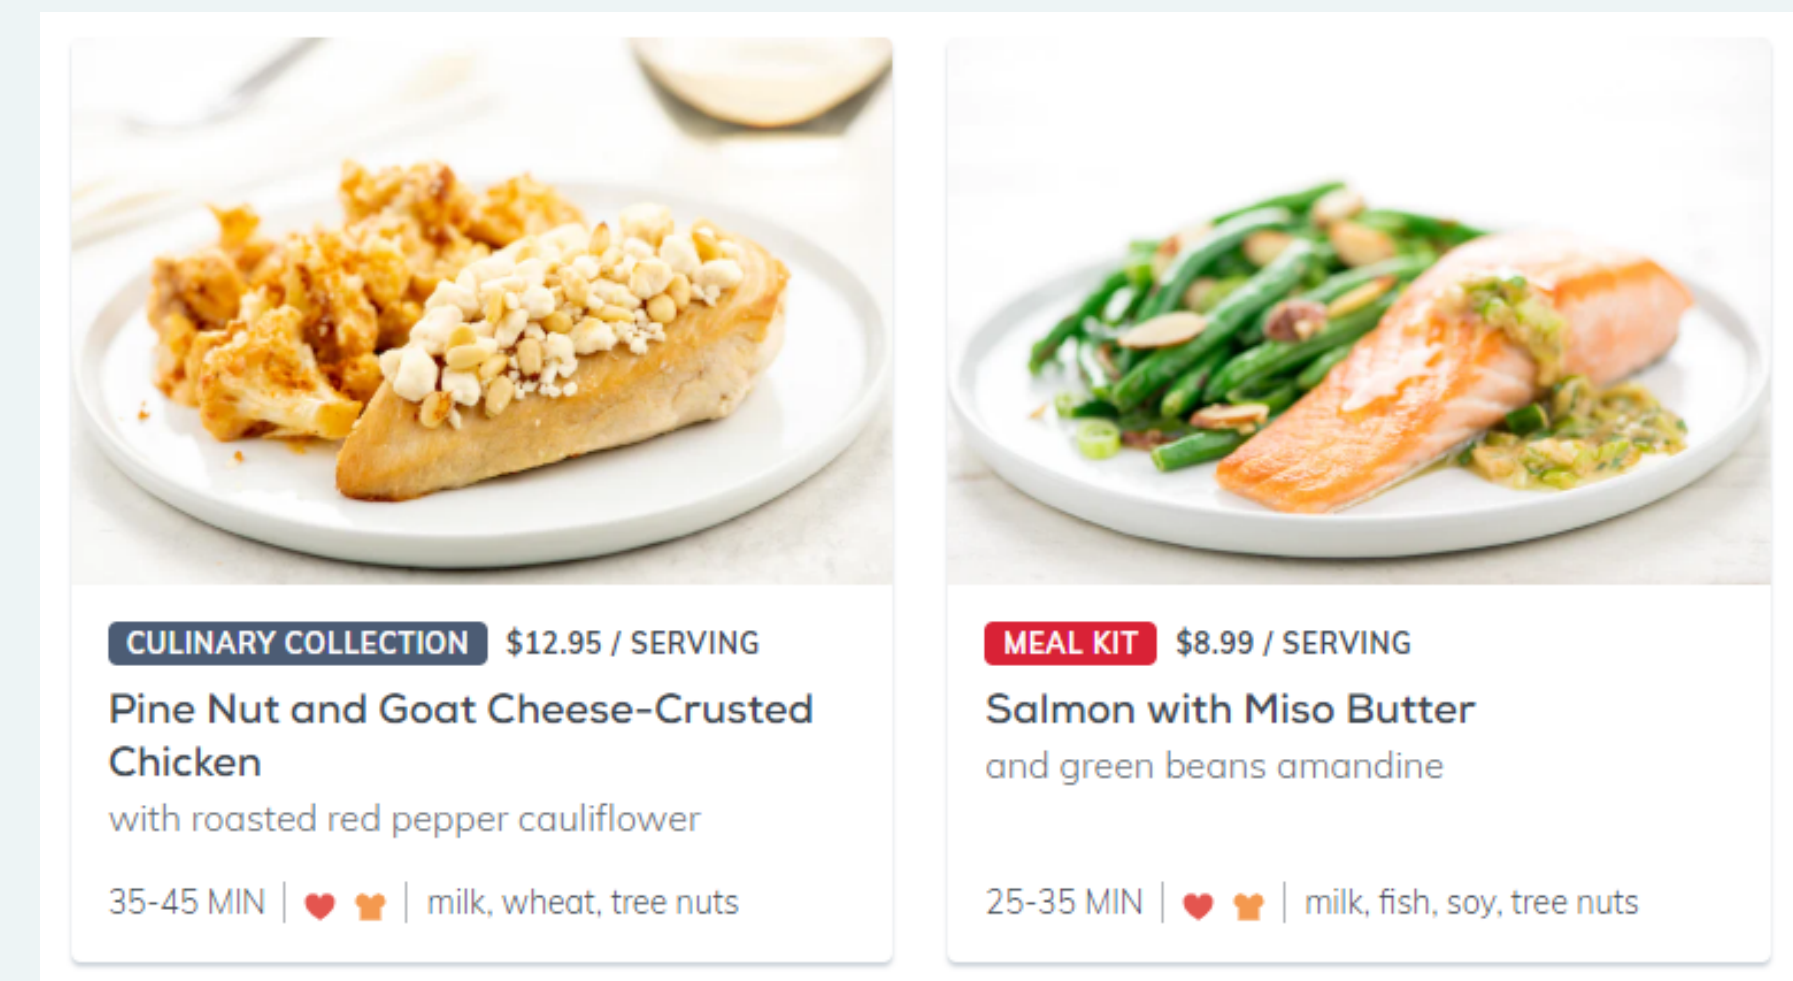 CULINARY COLLECTION $12.95 / SERVING
Pine Nut and Goat Cheese-Crusted
Chicken
with roasted red pepper cauliflower
35-45 MIN | milk, wheat, tree nuts
MEAL KIT $8.99 / SERVING
Salmon with Miso Butter
and green beans amandine
25-35 MIN | milk, fish, soy, tree nuts